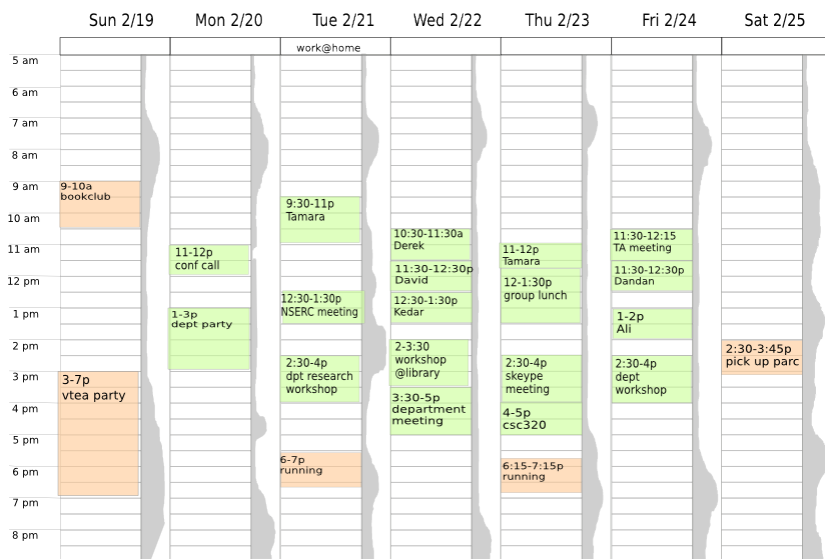 Sun 2/19
Mon 2/20
Tue 2/21
Wed 2/22
Thu 2/23
Fri 2/24
Sat 2/25
work@home
5 am
6 am
7 am
8 am
9 am
10 am
11 am
12 pm
1 pm
2 pm
3 pm
4 pm
5 pm
6 pm
7 pm
8 pm
9-10a
bookclub
3-7p
vtea party
11-12p
conf call
1-3p
dept party
9:30-11p
Tamara
12:30-1:30p
NSERC meeting
2:30-4p
dpt research
workshop
6-7p
running
10:30-11:30a
Derek
11:30-12:30p
David
12:30-1:30p
Kedar
2-3:30
workshop
@library
3:30-5p
department
meeting
11-12p
Tamara
12-1:30p
group lunch
2:30-4p
skeype
meeting
4-5p
csc320
6:15-7:15p
running
11:30-12:15
TA meeting
11:30-12:30p
Dandan
1-2p
Ali
2:30-4p
dept
workshop
2:30-3:45p
pick up parc